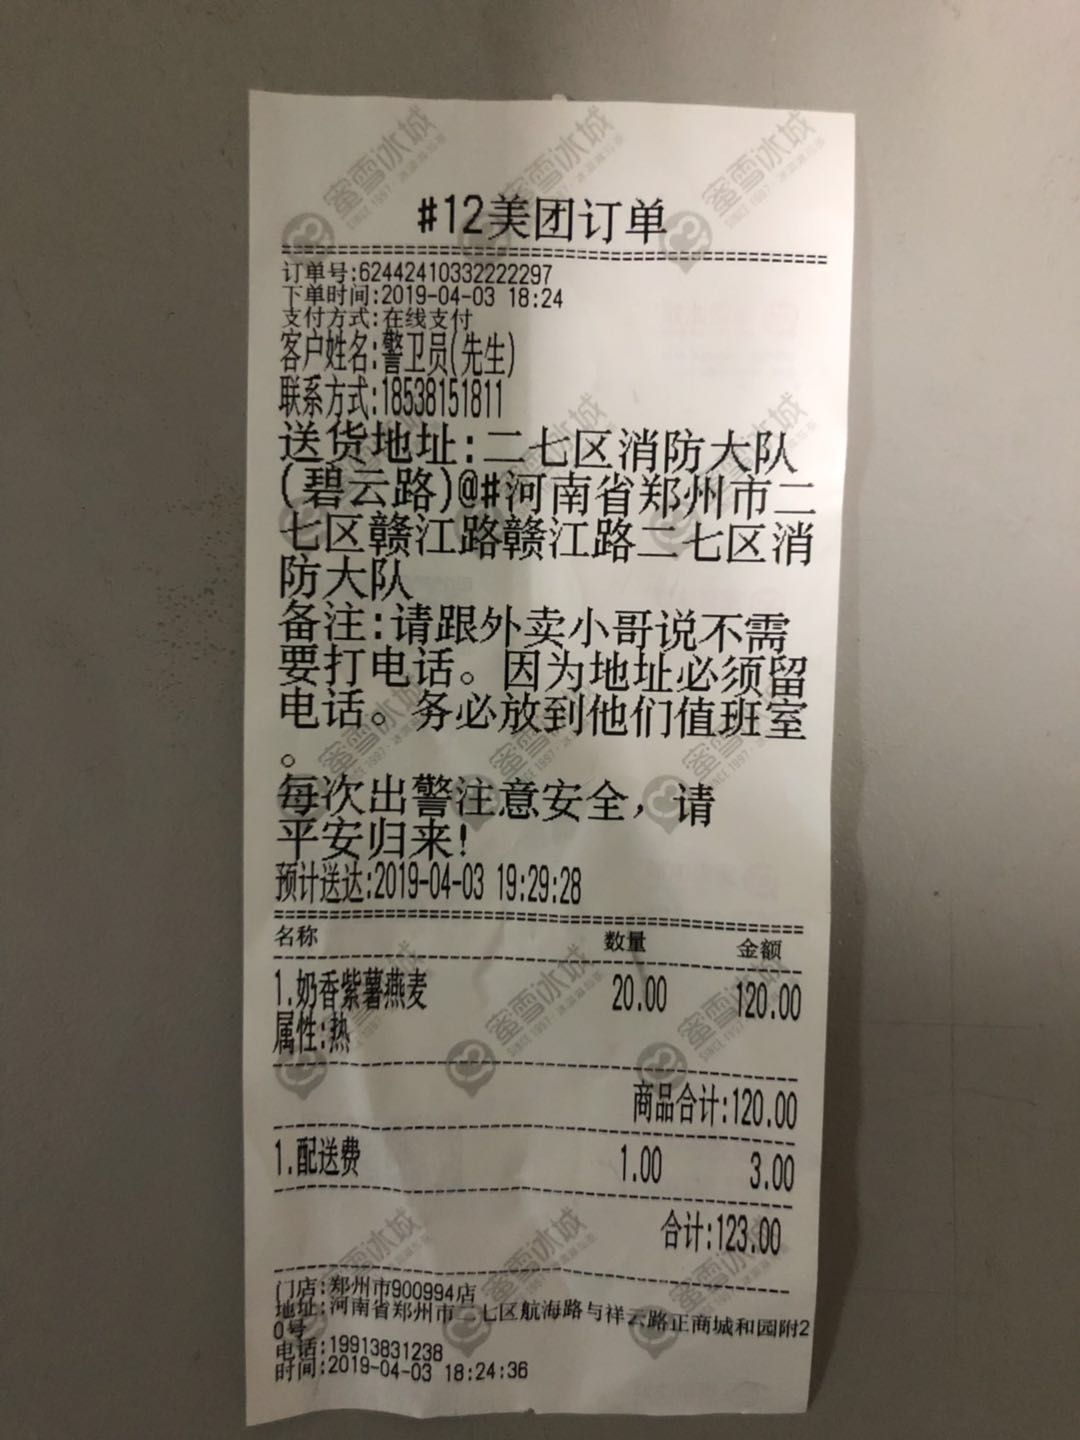 #12美团订单
订单号:62442410332222297
下单时间:2019-04-03 18:24
支付方式:在线支付
客户姓名:警卫员(先生)
联系方式:18538151811
送货地址:二七区消防大队
(碧云路)@#河南省郑州市二
七区赣江路赣江路二七区消
防大队
备注:请跟外卖小哥说不需
要打电话。因为地址必须留
电话。务必放到他们值班室
。
每次出警注意安全，请
平安归来!
预计送达:2019-04-03 19:29:28
名称 数量 金额
1.奶香紫薯燕麦 20.00 120.00
属性:热
商品合计:120.00
1.配送费 1.00 3.00
合计:123.00
门店:郑州市900994店
地址:河南省郑州市二七区航海路与祥云路正商城和园附2
0号
电话:19913831238
时间:2019-04-03 18:24:36
蜜雪冰城
SINCE 1997